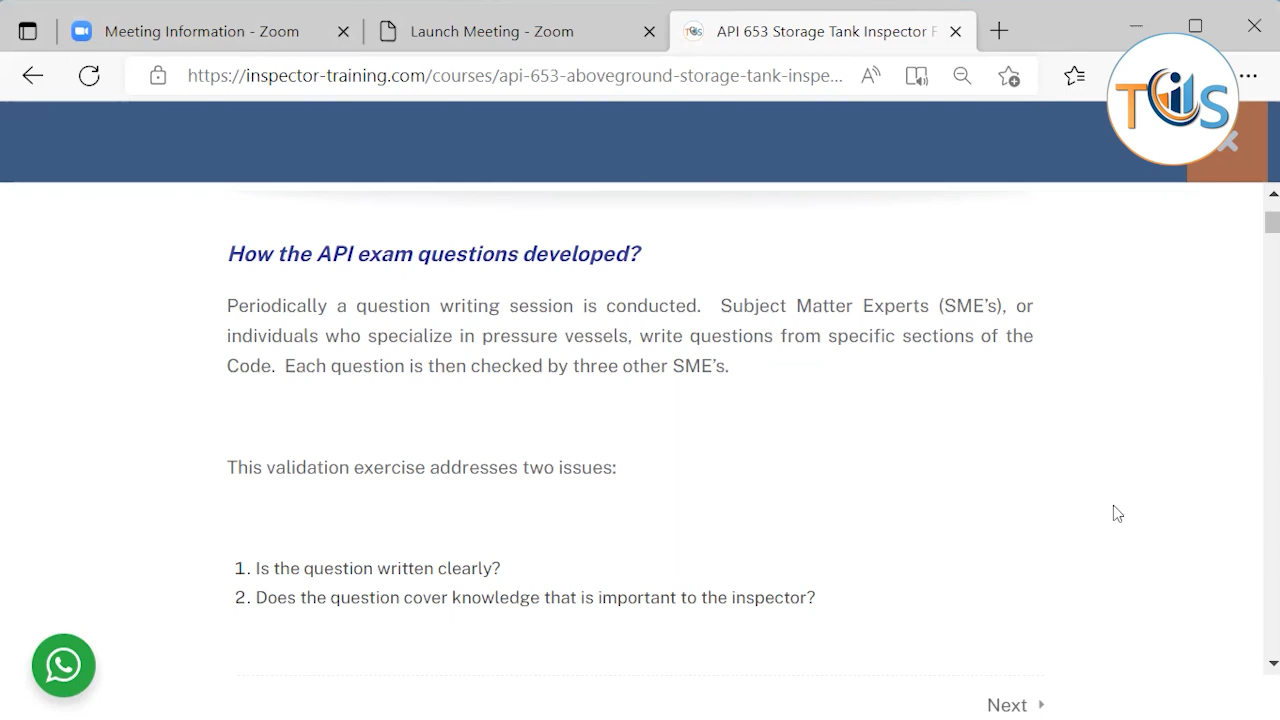 Meeting Information - Zoom
Launch Meeting - Zoom
API 653 Storage Tank Inspector F
https://inspector-training.com/courses/api-653-aboveground-storage-tank-inspe...
TIS
How the API exam questions developed?
Periodically a question writing session is conducted. Subject Matter Experts (SME's), or
individuals who specialize in pressure vessels, write questions from specific sections of the
Code. Each question is then checked by three other SME's.
This validation exercise addresses two issues:
1. Is the question written clearly?
2. Does the question cover knowledge that is important to the inspector?
Next